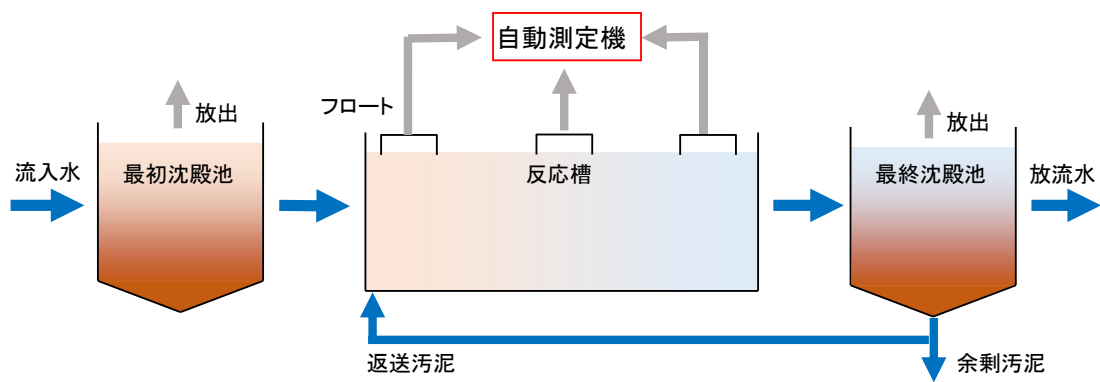 自動測定機
フロート
放出
放出
流入水
最初沈殿池
反応槽
最終沈殿池
放流水
返送汚泥
余剰汚泥